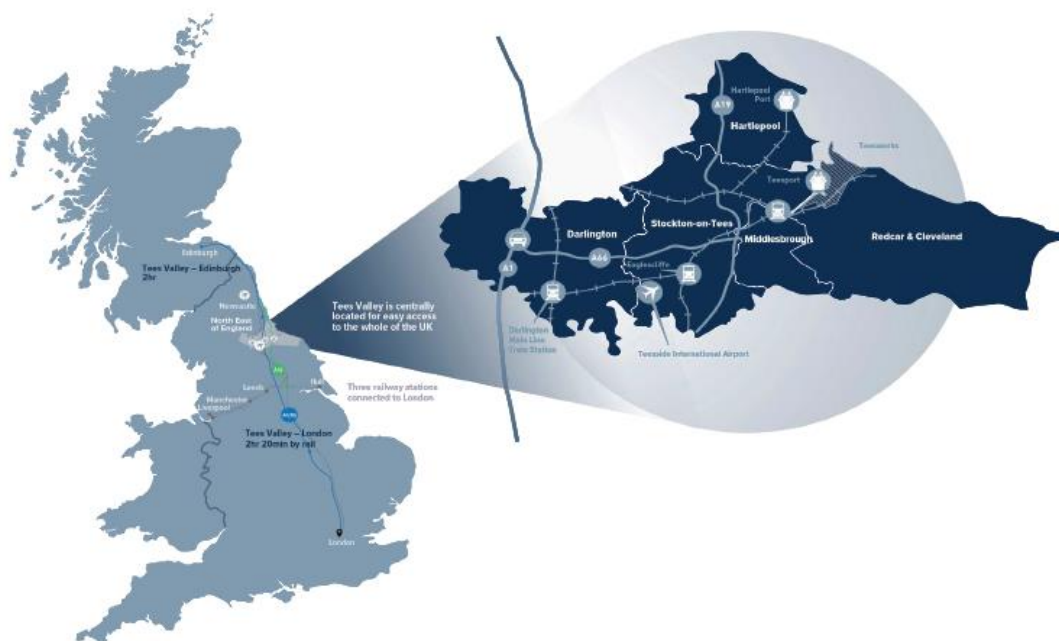 Edinburgh
Tees Valley – Edinburgh
2hr
Newcastle
North East
of England
Tees Valley is centrally
located for easy access
to the whole of the UK
Three railway stations
connected to London
Leeds
Hull
Manchester
Liverpool
Tees Valley – London
2hr 20min by rail
London
Hartlepool
Port
A19
Hartlepool
Teesworks
Teesport
Stockton-on-Tees
Darlington
Middlesbrough
Redcar & Cleveland
A66
A1
Eaglescliffe
Darlington
Main Line
Train Station
Teesside International Airport